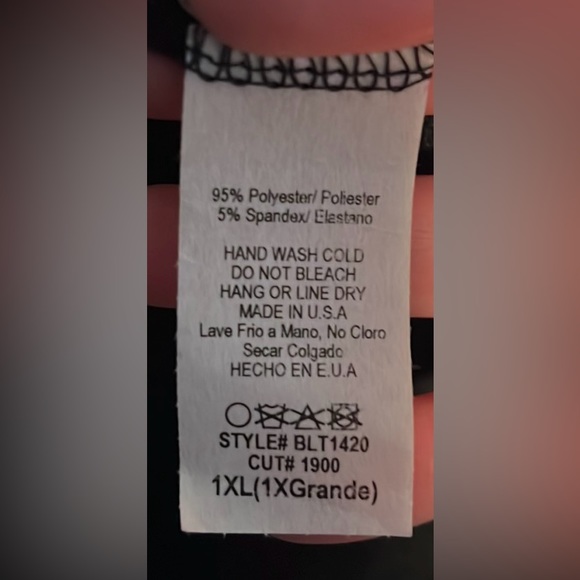 95% Polyester/ Poliester
5% Spandex/ Elastano
HAND WASH COLD
DO NOT BLEACH
HANG OR LINE DRY
MADE IN U.S.A
Lave Frio a Mano, No Cloro
Secar Colgado
HECHO EN E.U.A
STYLE# BLT1420
CUT# 1900
1XL(1XGrande)